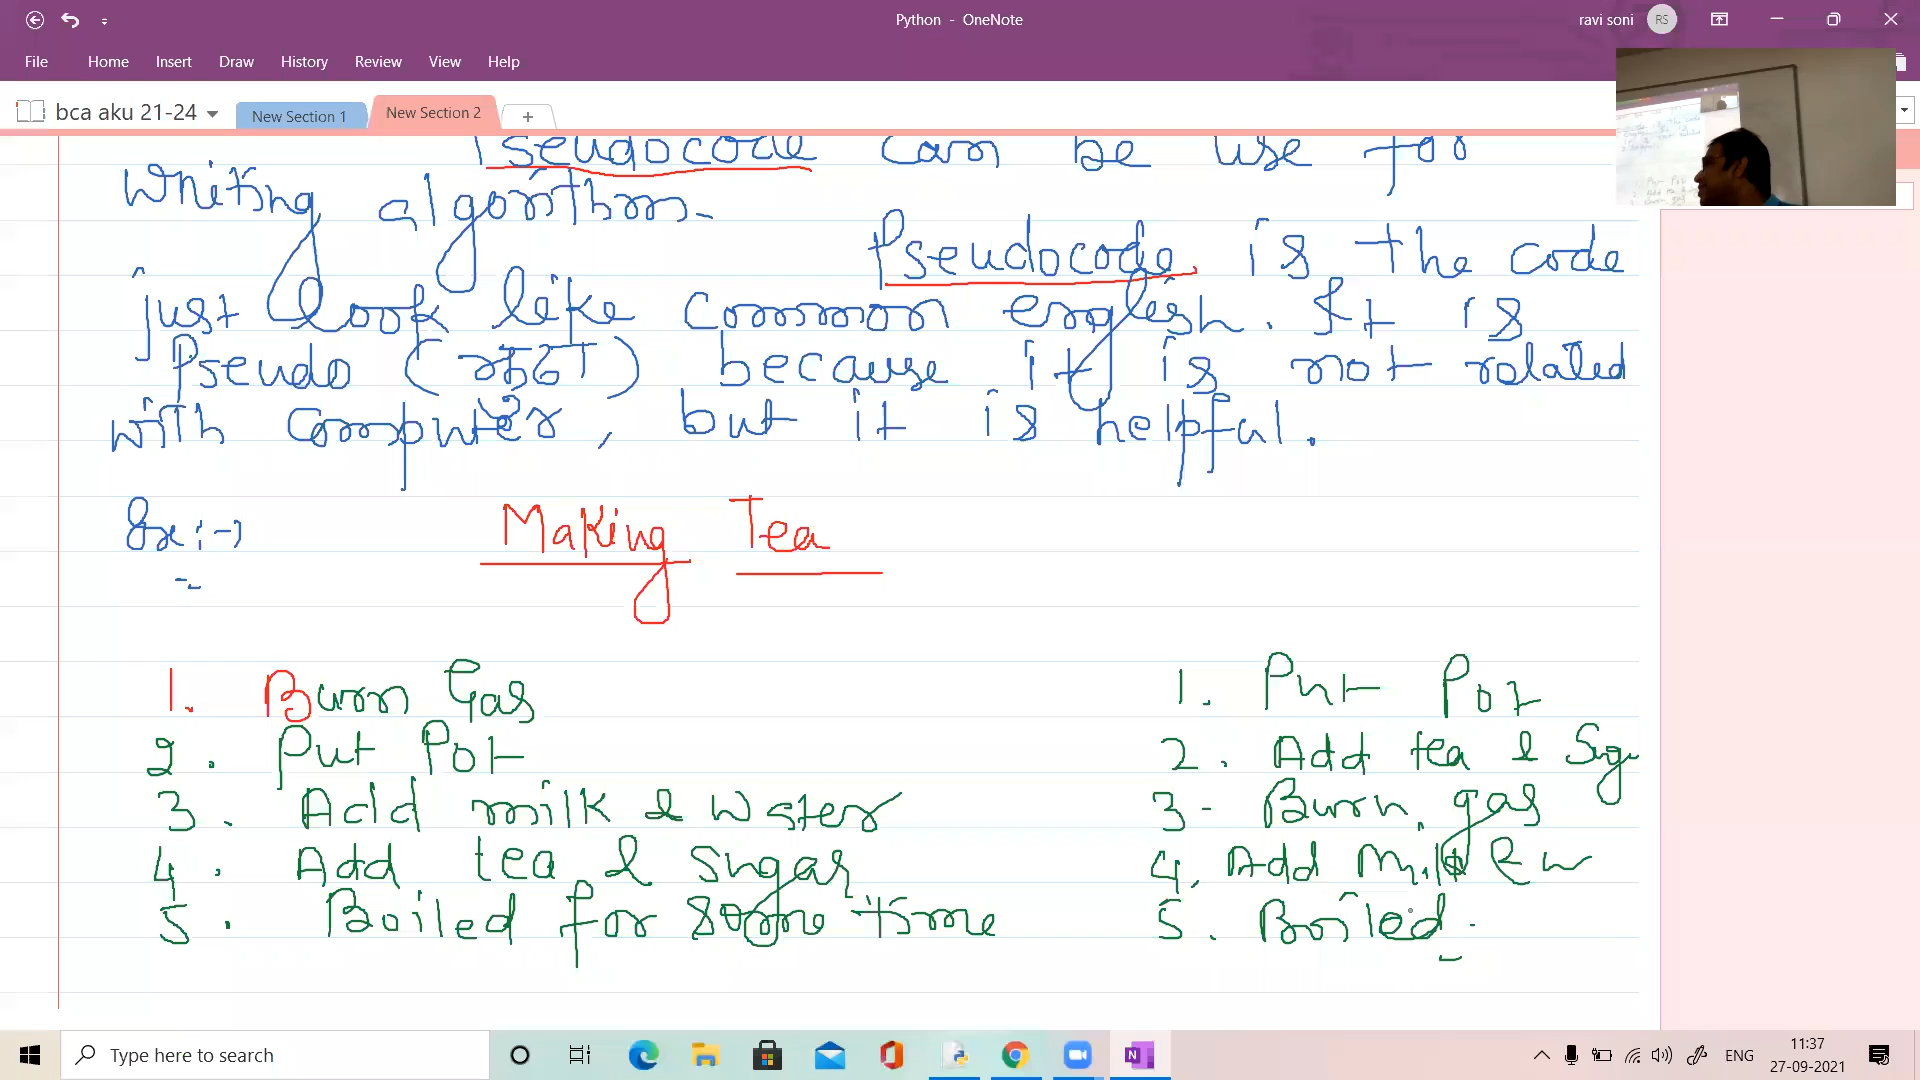 Python - OneNote
ravi soni RS
File Home Insert Draw History Review View Help
bcа aku 21-24 New Section 1 New Section 2 +
Pseudocode can be use for
writing algorithm.
Pseudocode is the code
just look like common english. It is
Pseudo ( ) because it is not related
with Computer, but it is helpful.
Ex :-)
Making Tea
1. Burn Gas
2. Put Pot
3. Add milk & Water
4. Add tea & Sugar
5. Boiled for some time
1. Put Pot
2. Add tea & Sug
3- Burn gas
4. Add Milk & w
5. Boiled.
Type here to search
ENG
11:37
27-09-2021